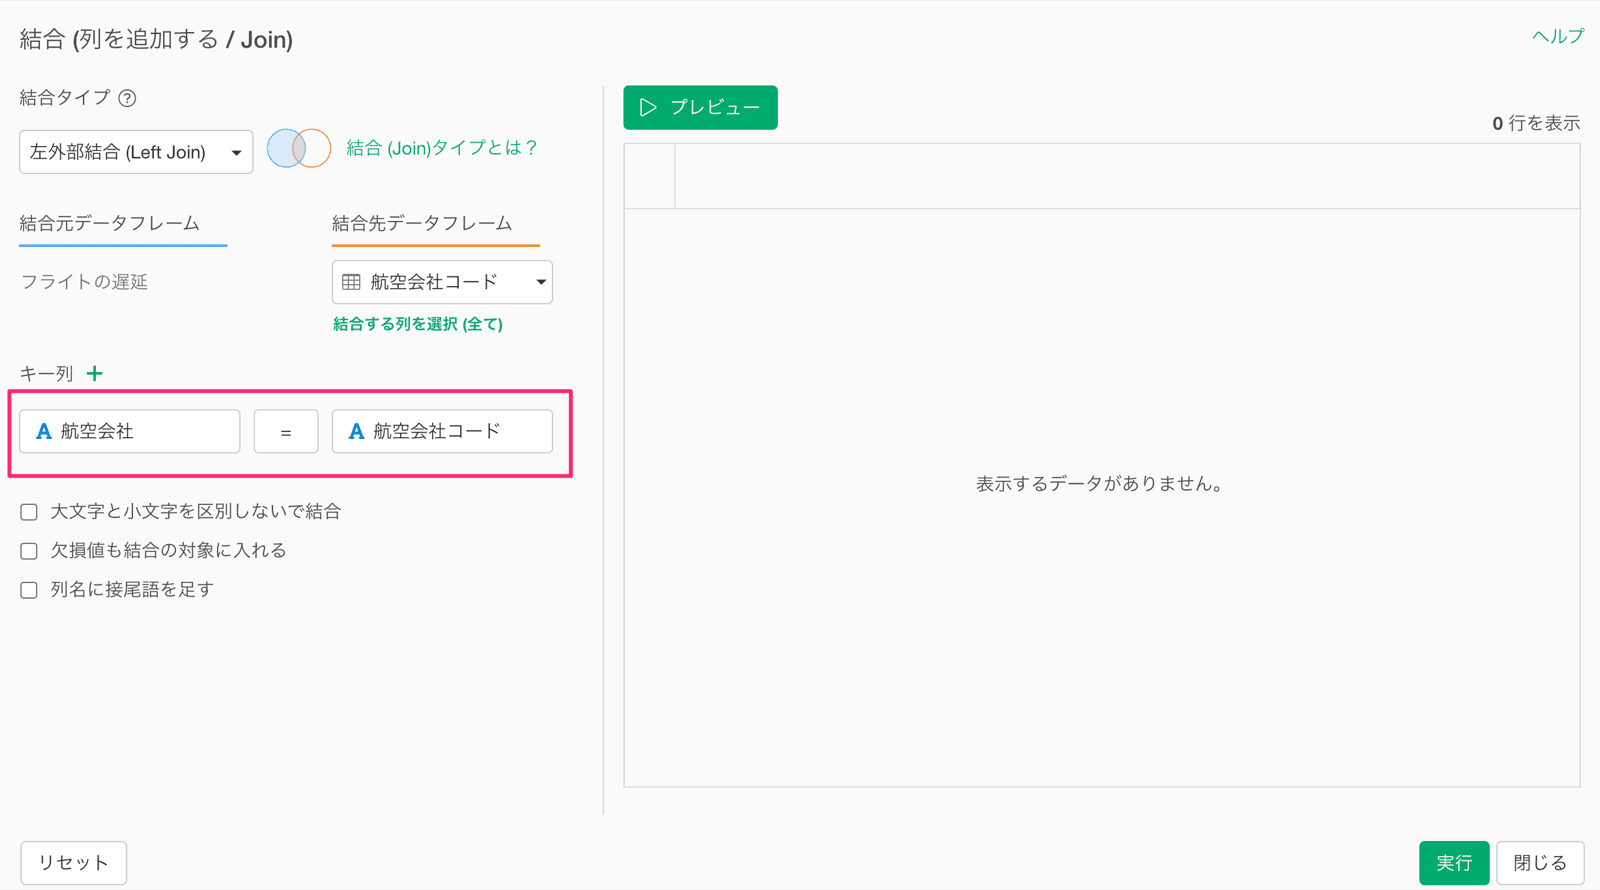 結合 (列を追加する / Join)
ヘルプ
結合タイプ ?
左外部結合 (Left Join)
結合 (Join)タイプとは？
結合元データフレーム
結合先データフレーム
フライトの遅延
航空会社コード
結合する列を選択 (全て)
キー列 +
A 航空会社
=
A 航空会社コード
大文字と小文字を区別しないで結合
欠損値も結合の対象に入れる
列名に接尾語を足す
プレビュー
0 行を表示
表示するデータがありません。
リセット
実行
閉じる